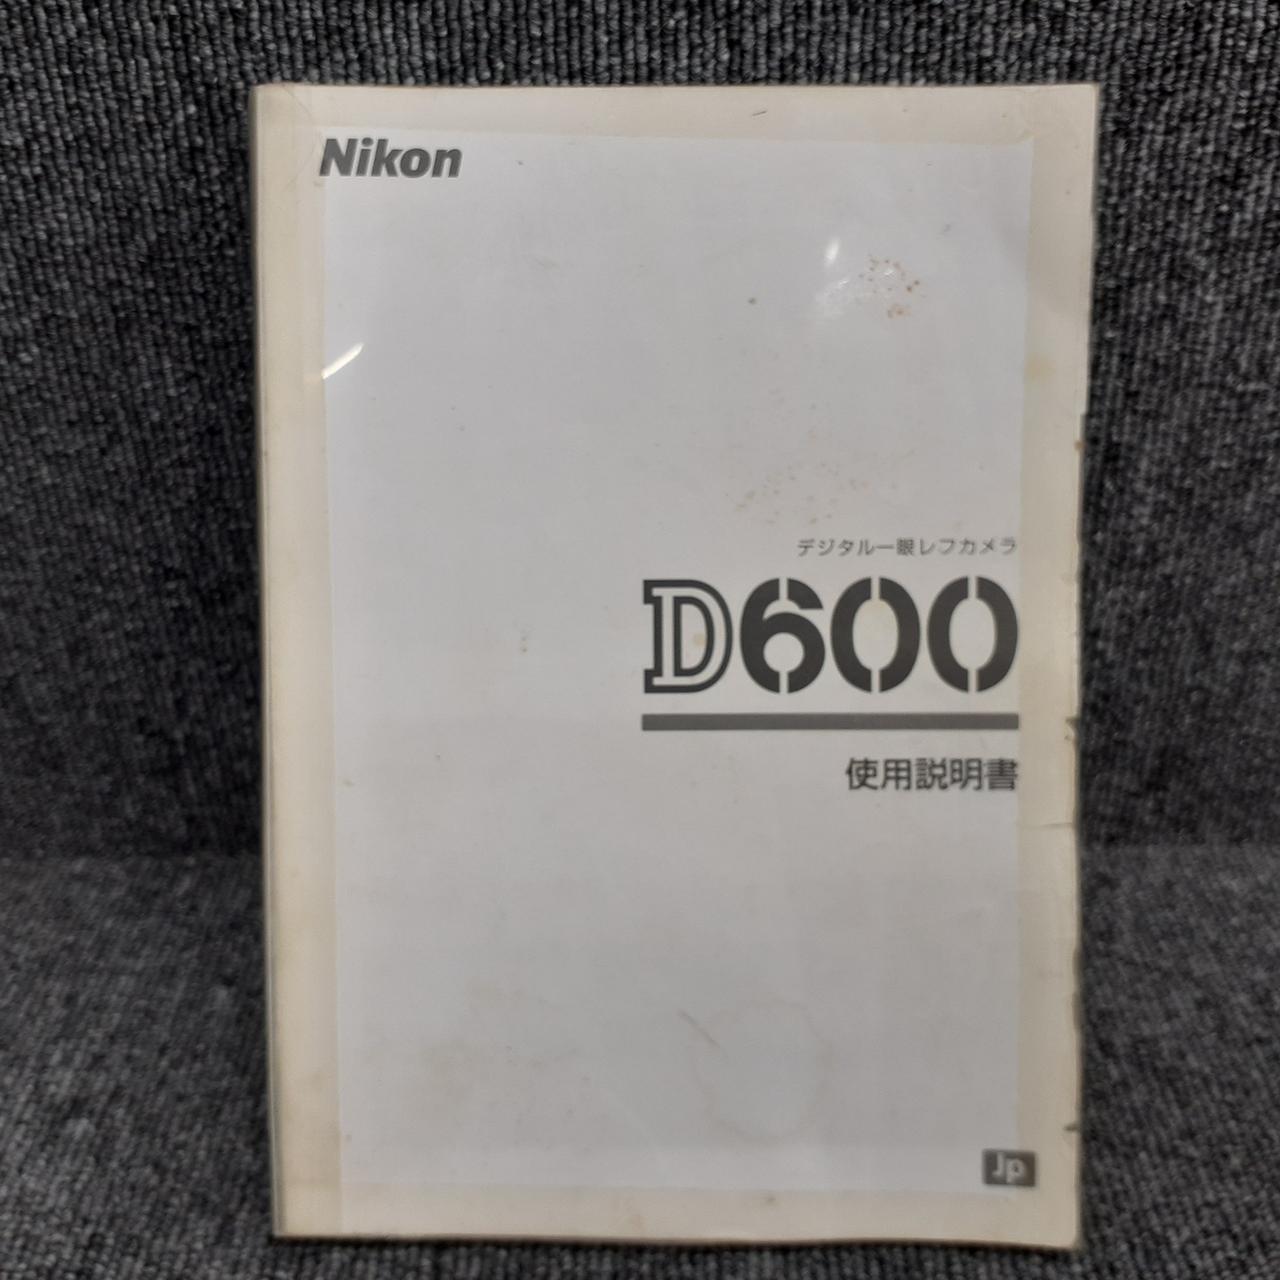 Nikon
デジタル一眼レフカメラ
D600
使用説明書
Jp